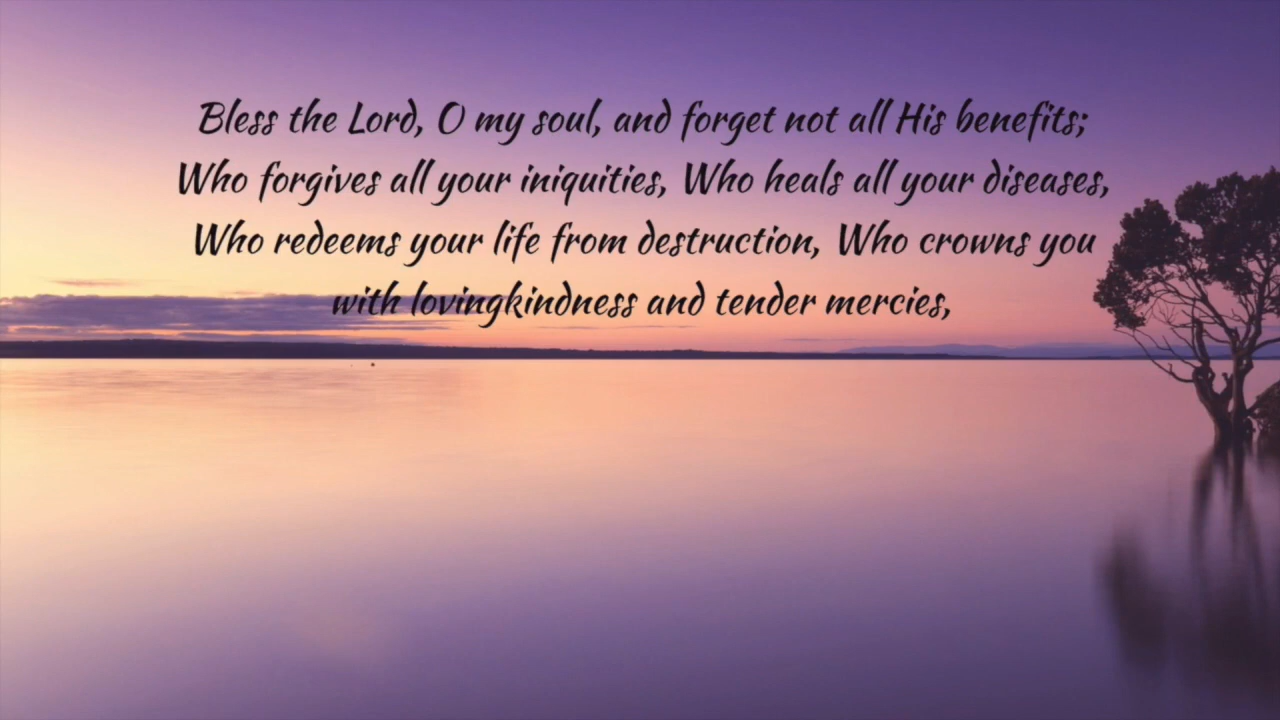 Bless the Lord, O my soul, and forget not all His benefits;
Who forgives all your iniquities, Who heals all your diseases,
Who redeems your life from destruction, Who crowns you
with lovingkindness and tender mercies,